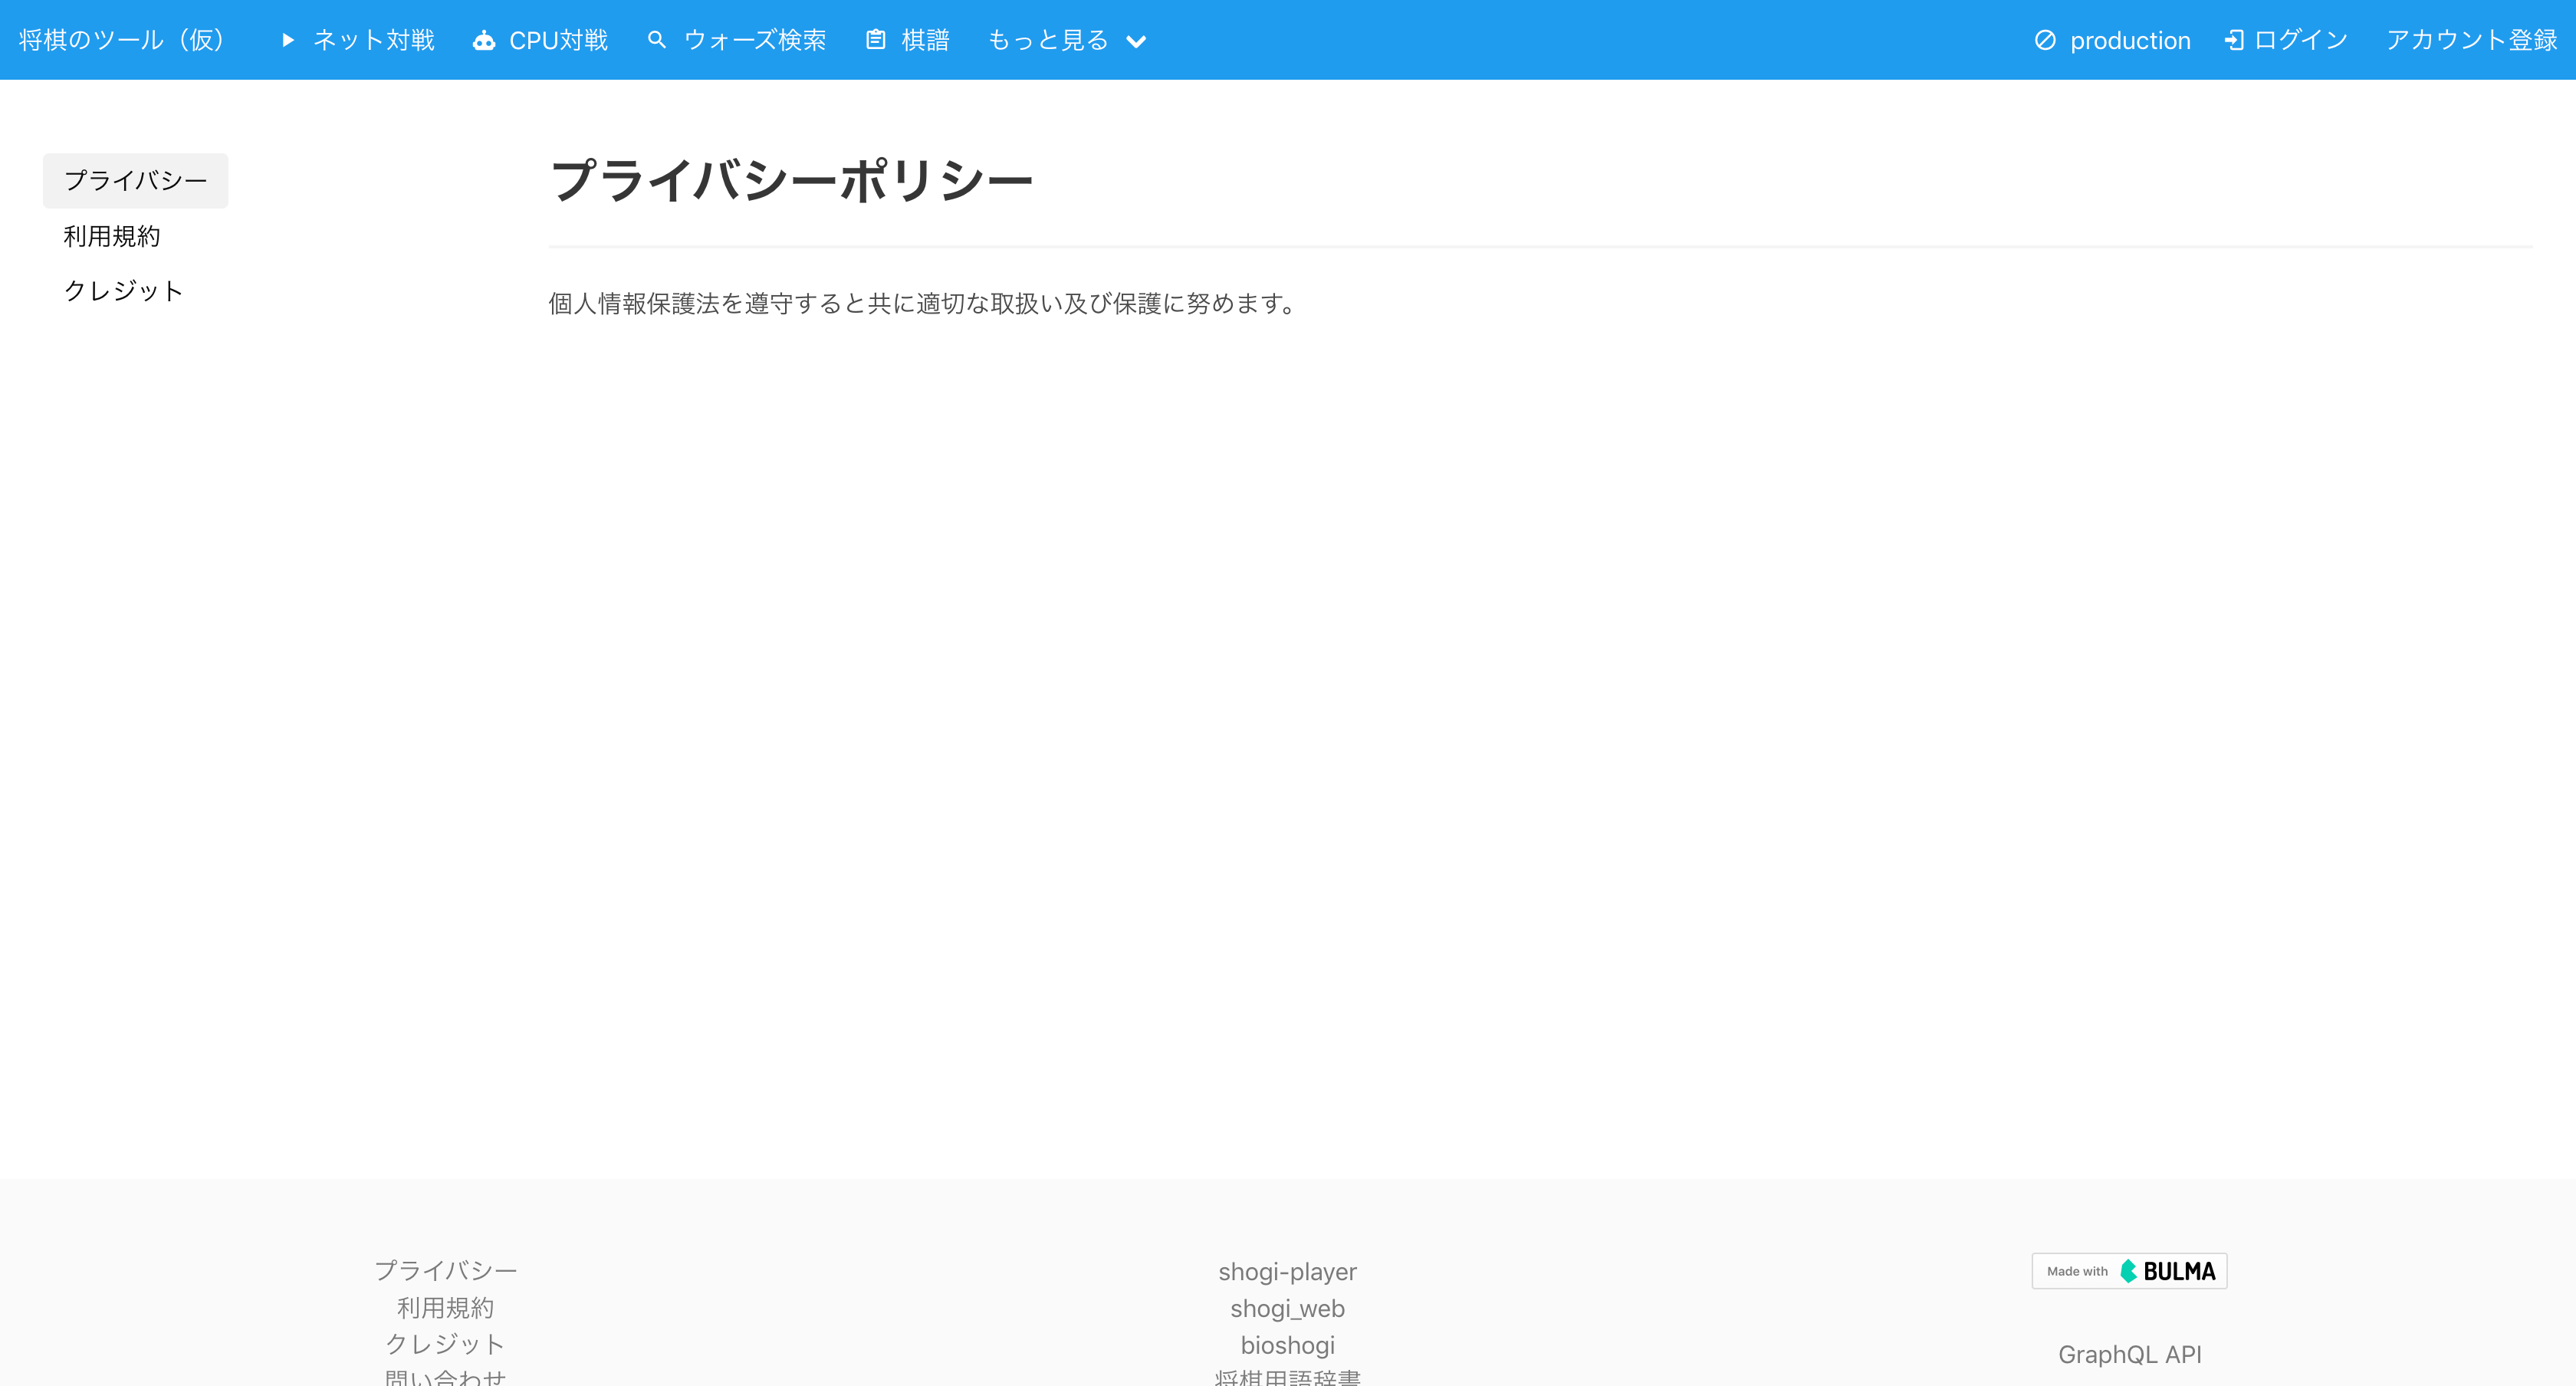 将棋のツール（仮） ネット対戦 CPU対戦 ウォーズ検索 棋譜 もっと見る production ログイン アカウント登録
プライバシー
利用規約
クレジット
プライバシーポリシー
個人情報保護法を遵守すると共に適切な取扱い及び保護に努めます。
プライバシー
利用規約
クレジット
問い合わせ
shogi-player
shogi_web
bioshogi
将棋用語辞書
Made with BULMA
GraphQL API